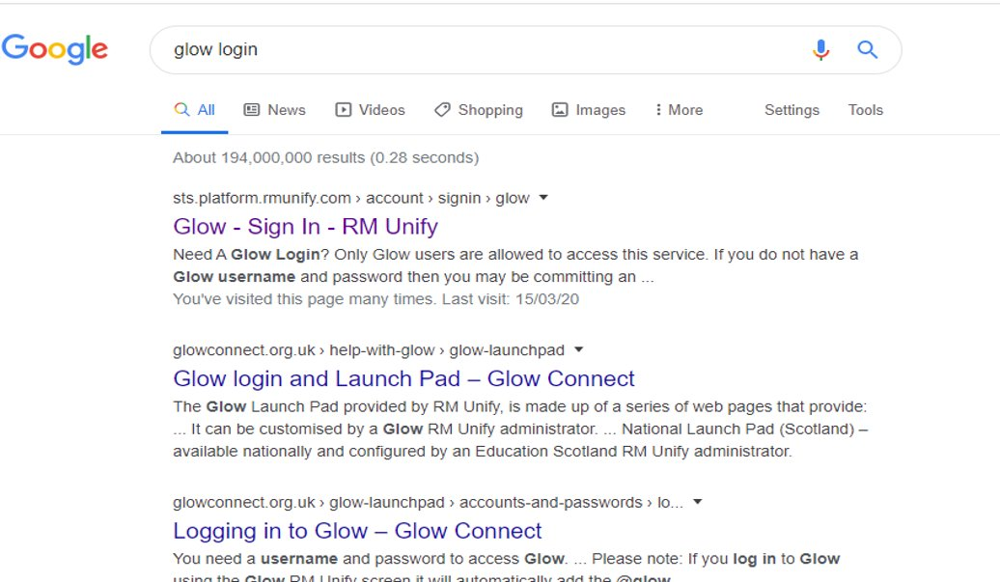 Google
glow login
All News Videos Shopping Images More Settings Tools
About 194,000,000 results (0.28 seconds)
sts.platform.rmunify.com › account › signin › glow
Glow - Sign In - RM Unify
Need A Glow Login? Only Glow users are allowed to access this service. If you do not have a
Glow username and password then you may be committing an ...
You've visited this page many times. Last visit: 15/03/20
glowconnect.org.uk › help-with-glow › glow-launchpad
Glow login and Launch Pad – Glow Connect
The Glow Launch Pad provided by RM Unify, is made up of a series of web pages that provide:
... It can be customised by a Glow RM Unify administrator. ... National Launch Pad (Scotland) –
available nationally and configured by an Education Scotland RM Unify administrator.
glowconnect.org.uk › glow-launchpad › accounts-and-passwords › lo...
Logging in to Glow – Glow Connect
You need a username and password to access Glow. ... Please note: If you log in to Glow
using the Glow RM Unify screen it will automatically add the @glow